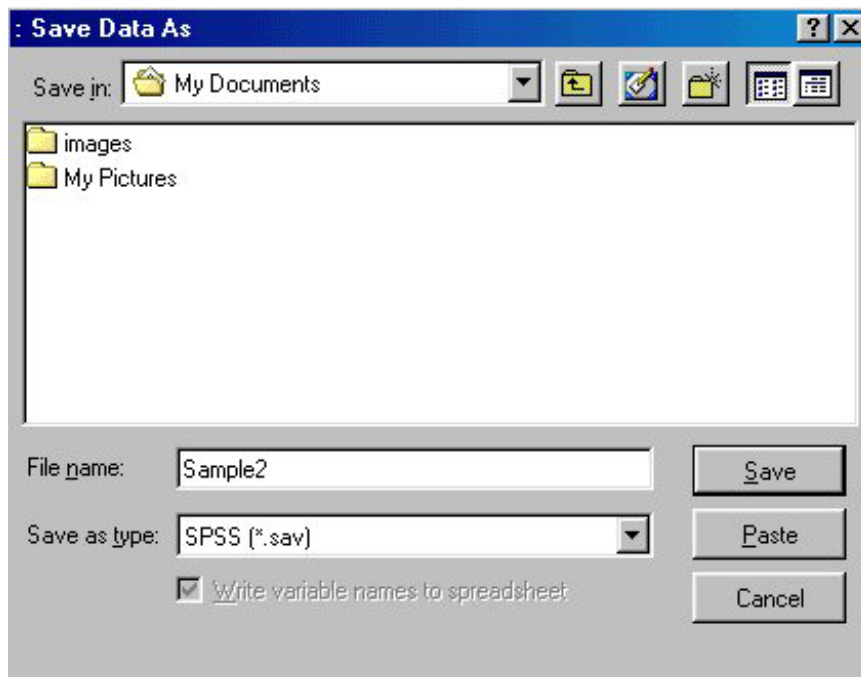 : Save Data As
Save in: My Documents
images
My Pictures
File name: Sample2 Save
Save as type: SPSS (*.sav) Paste
Write variable names to spreadsheet Cancel